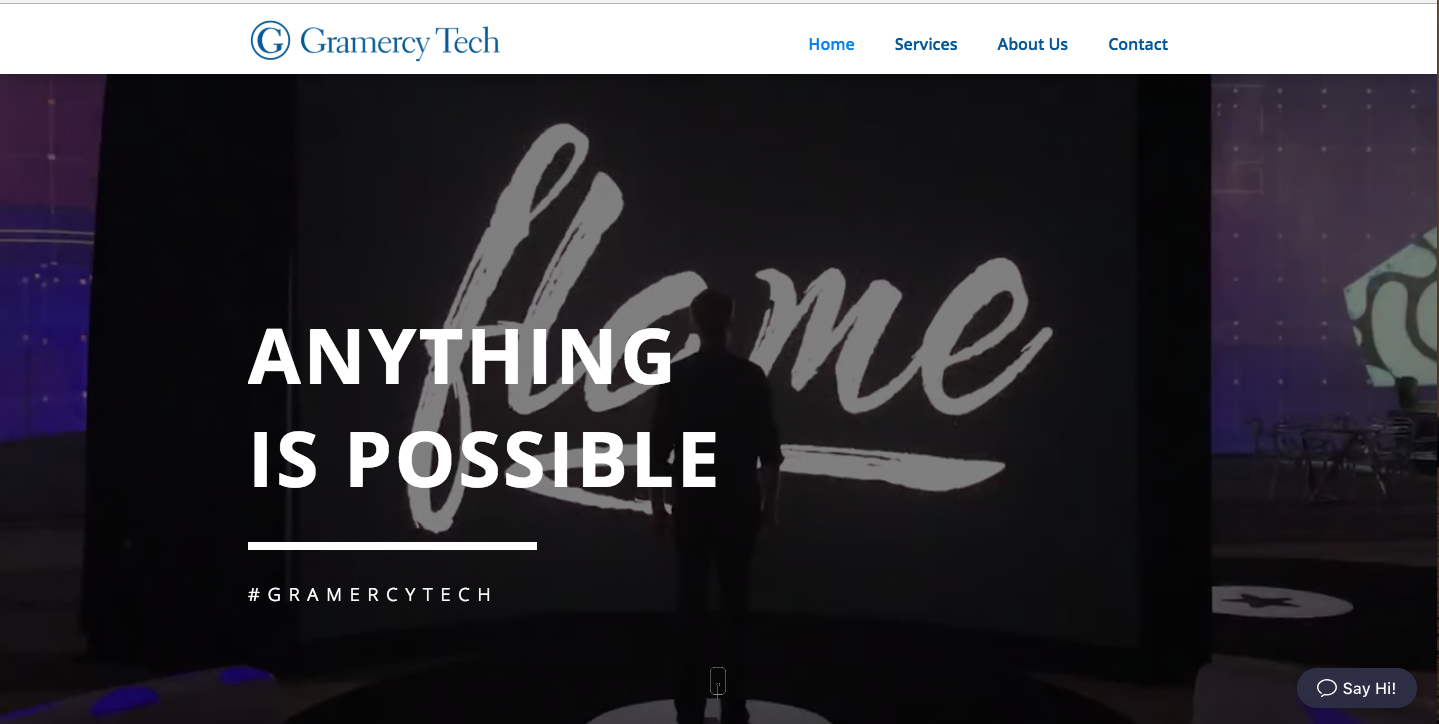 G Gramercy Tech
Home Services About Us Contact
flame
ANYTHING
IS POSSIBLE
#GRAMERCYTECH
Say Hi!